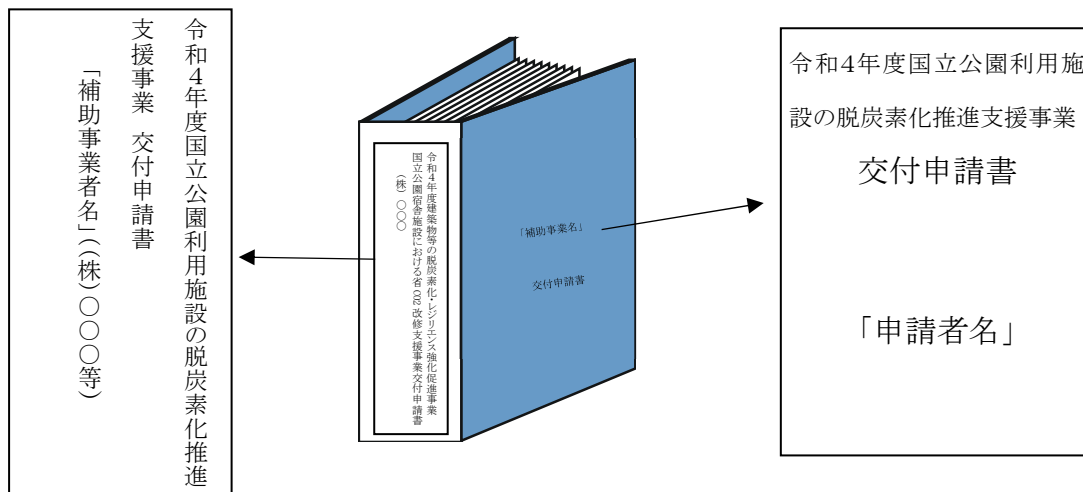 令和４年度国立公園利用施設の脱炭素化推進
支援事業 交付申請書
「補助事業者名」（（株）○○○等）
令和４年度建築物等の脱炭素化・レジリエンス強化促進事業
国立公園宿舎施設における省CO2改修支援事業交付申請書
（株）○○○
「補助事業名」
交付申請書
令和4年度国立公園利用施
設の脱炭素化推進支援事業
交付申請書
「申請者名」